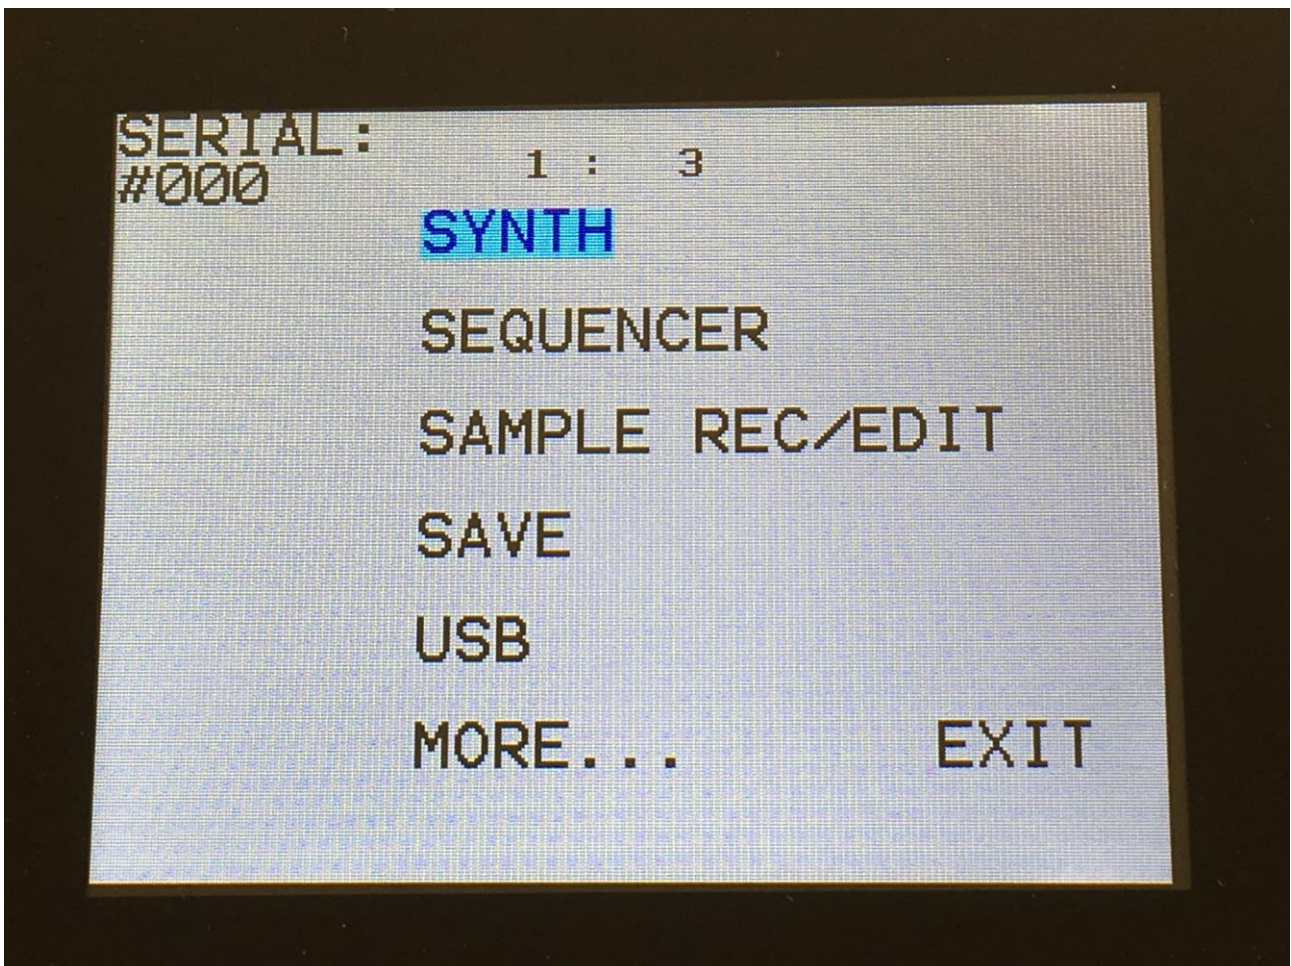 SERIAL:
#000
1 : 3
SYNTH
SEQUENCER
SAMPLE REC/EDIT
SAVE
USB
MORE... EXIT